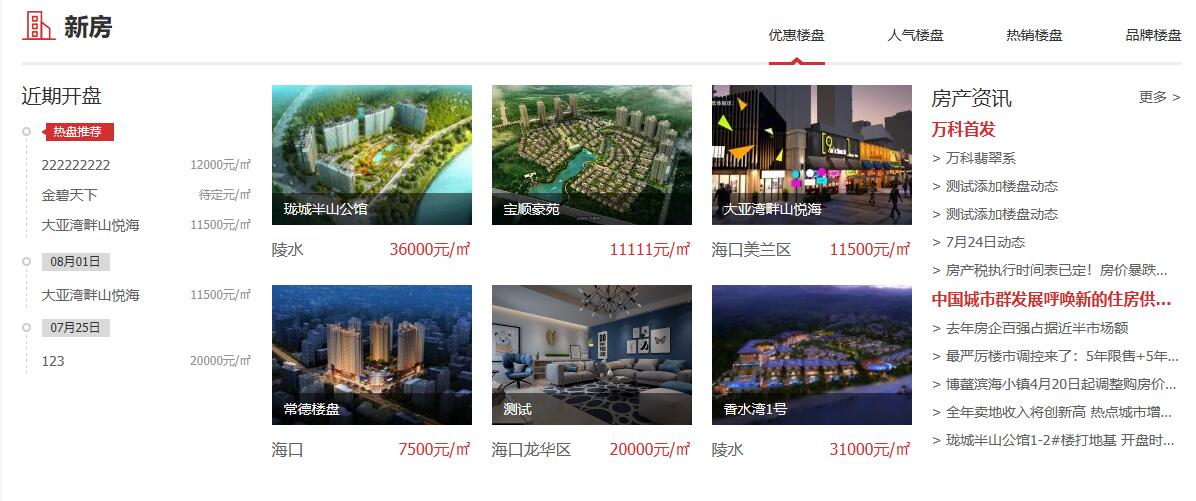 新房
优惠楼盘
人气楼盘
热销楼盘
品牌楼盘
近期开盘
热盘推荐
222222222 12000元/㎡
金碧天下 待定元/㎡
大亚湾畔山悦海 11500元/㎡
08月01日
大亚湾畔山悦海 11500元/㎡
07月25日
123 20000元/㎡
珑城半山公馆
陵水 36000元/㎡
宝顺豪苑
11111元/㎡
大亚湾畔山悦海
海口美兰区 11500元/㎡
常德楼盘
海口 7500元/㎡
测试
海口龙华区 20000元/㎡
香水湾1号
陵水 31000元/㎡
房产资讯 更多 >
万科首发
> 万科翡翠系
> 测试添加楼盘动态
> 测试添加楼盘动态
> 7月24日动态
> 房产税执行时间表已定！房价暴跌...
中国城市群发展呼唤新的住房供...
> 去年房企百强占据近半市场额
> 最严厉楼市调控来了：5年限售+5年...
> 博鳌滨海小镇4月20日起调整购房价...
> 全年卖地收入将创新高 热点城市增...
> 珑城半山公馆1-2#楼打地基 开盘时...